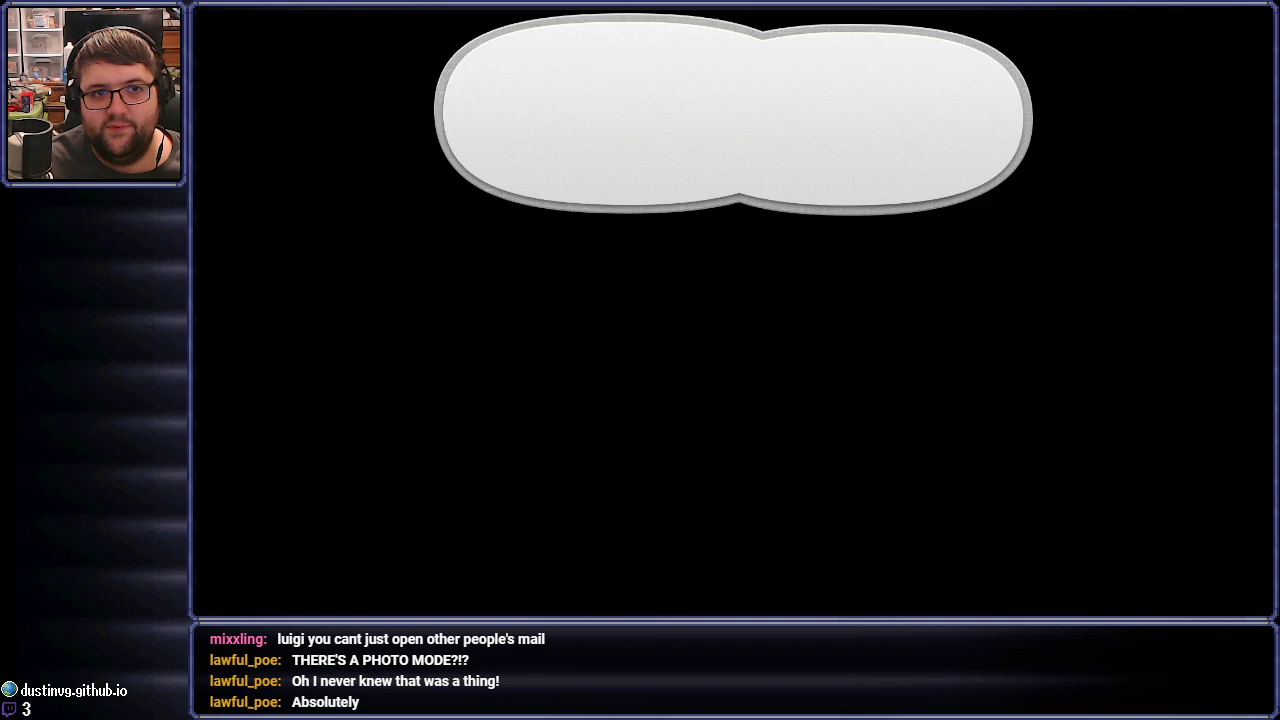 mixxling: luigi you cant just open other people's mail
lawful_poe: THERE'S A PHOTO MODE?!?
lawful_poe: Oh I never knew that was a thing!
lawful_poe: Absolutely
dustinvg.github.io
3